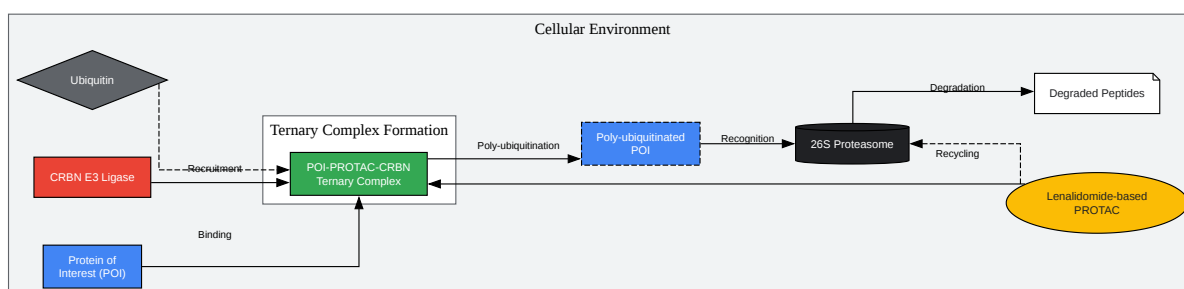 Cellular Environment
Ubiquitin
Degradation
Degraded Peptides
Ternary Complex Formation
Poly-ubiquitination
Poly-ubiquitinated
POI
Recognition
26S Proteasome
Recycling
CRBN E3 Ligase
Recruitment
POI-PROTAC-CRBN
Ternary Complex
Lenalidomide-based
PROTAC
Binding
Protein of
Interest (POI)